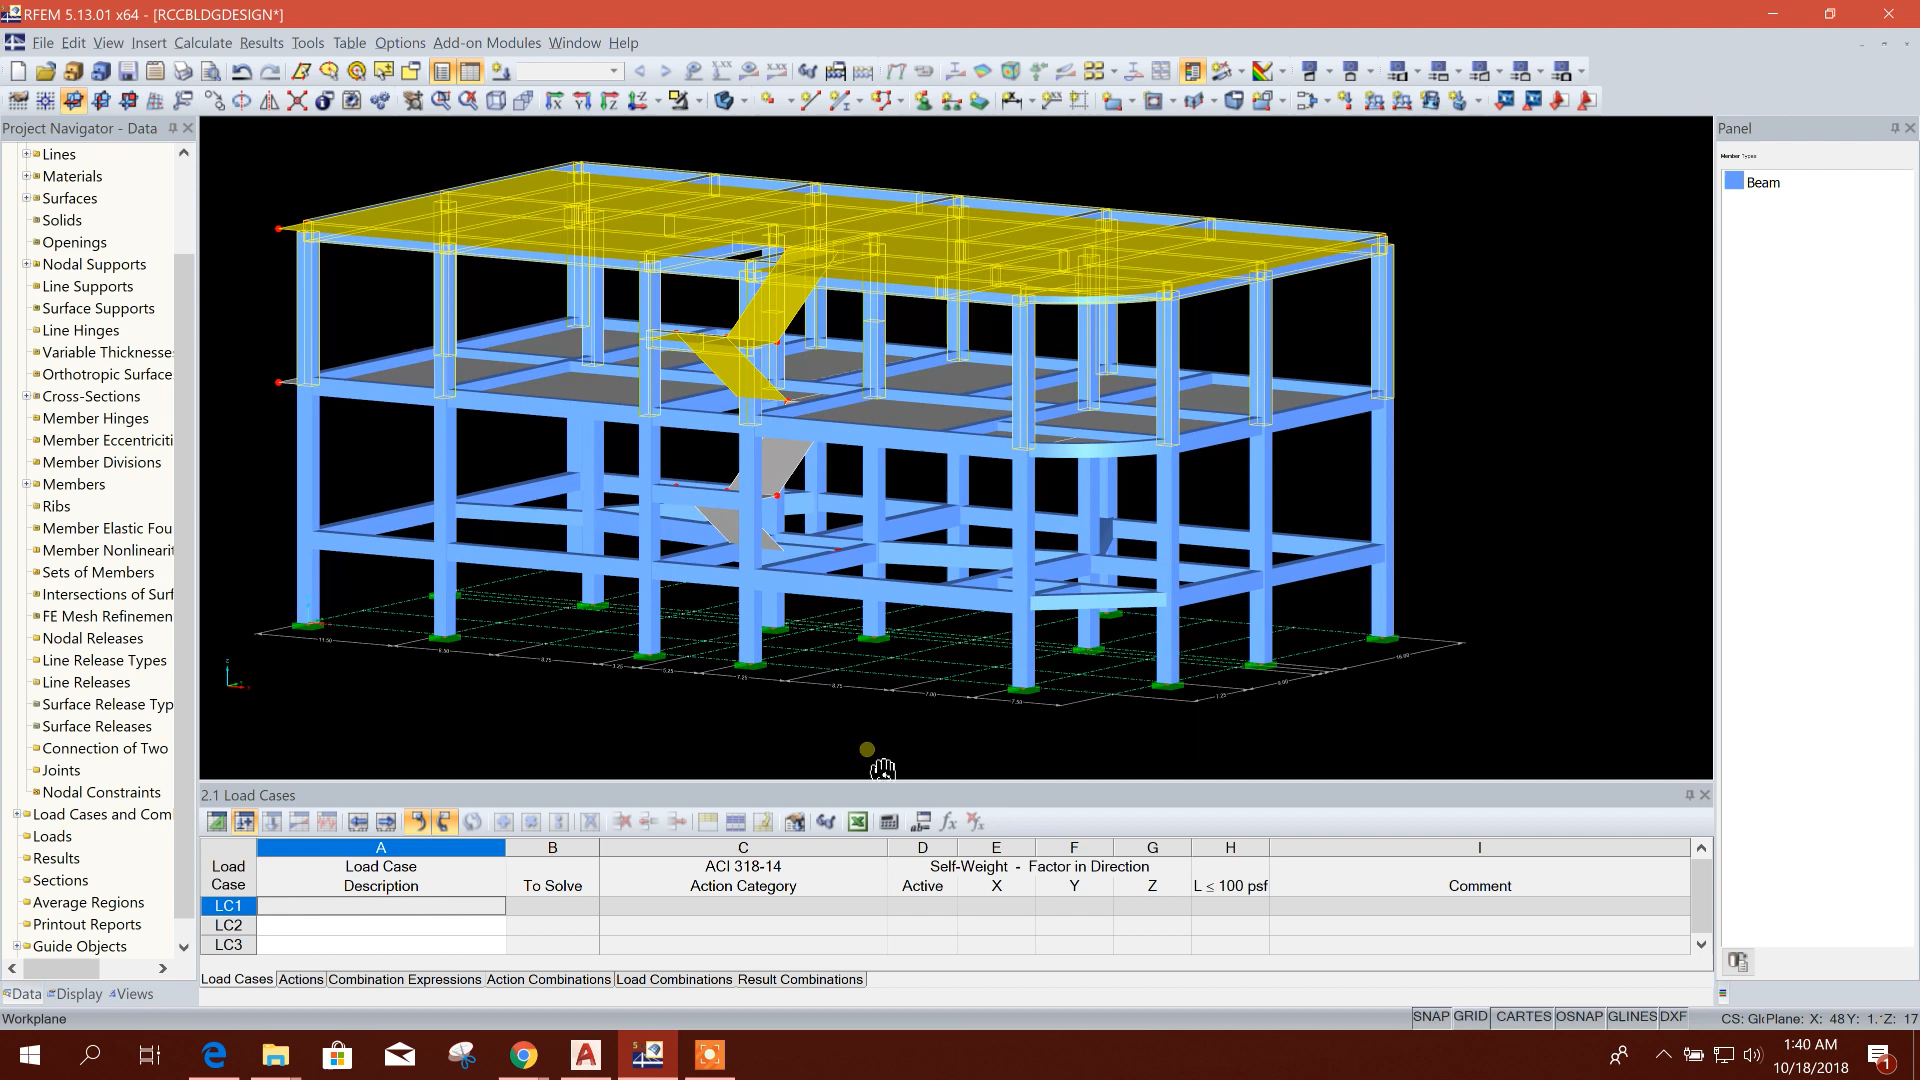 RFEM 5.13.01 x64 - [RCCBLDGDESIGN*]
File Edit View Insert Calculate Results Tools Table Options Add-on Modules Window Help
Project Navigator - Data
Panel
Lines
Materials
Surfaces
Solids
Openings
Nodal Supports
Line Supports
Surface Supports
Line Hinges
Variable Thicknesse
Orthotropic Surface
Cross-Sections
Member Hinges
Member Eccentriciti
Member Divisions
Members
Ribs
Member Elastic Fou
Member Nonlinearit
Sets of Members
Intersections of Surf
FE Mesh Refinemen
Nodal Releases
Line Release Types
Line Releases
Surface Release Typ
Surface Releases
Connection of Two
Joints
Nodal Constraints
Load Cases and Com
Loads
Results
Sections
Average Regions
Printout Reports
Guide Objects
Data Display Views
Member Types
Beam
2.1 Load Cases
A B C D E F G H I
Load Load Case ACI 318-14 Self-Weight - Factor in Direction
Case Description To Solve Action Category Active X Y Z L ≤ 100 psf Comment
LC1
LC2
LC3
Load Cases Actions Combination Expressions Action Combinations Load Combinations Result Combinations
Workplane
SNAP GRID CARTES OSNAP GLINES DXF
1:40 AM
10/18/2018
1